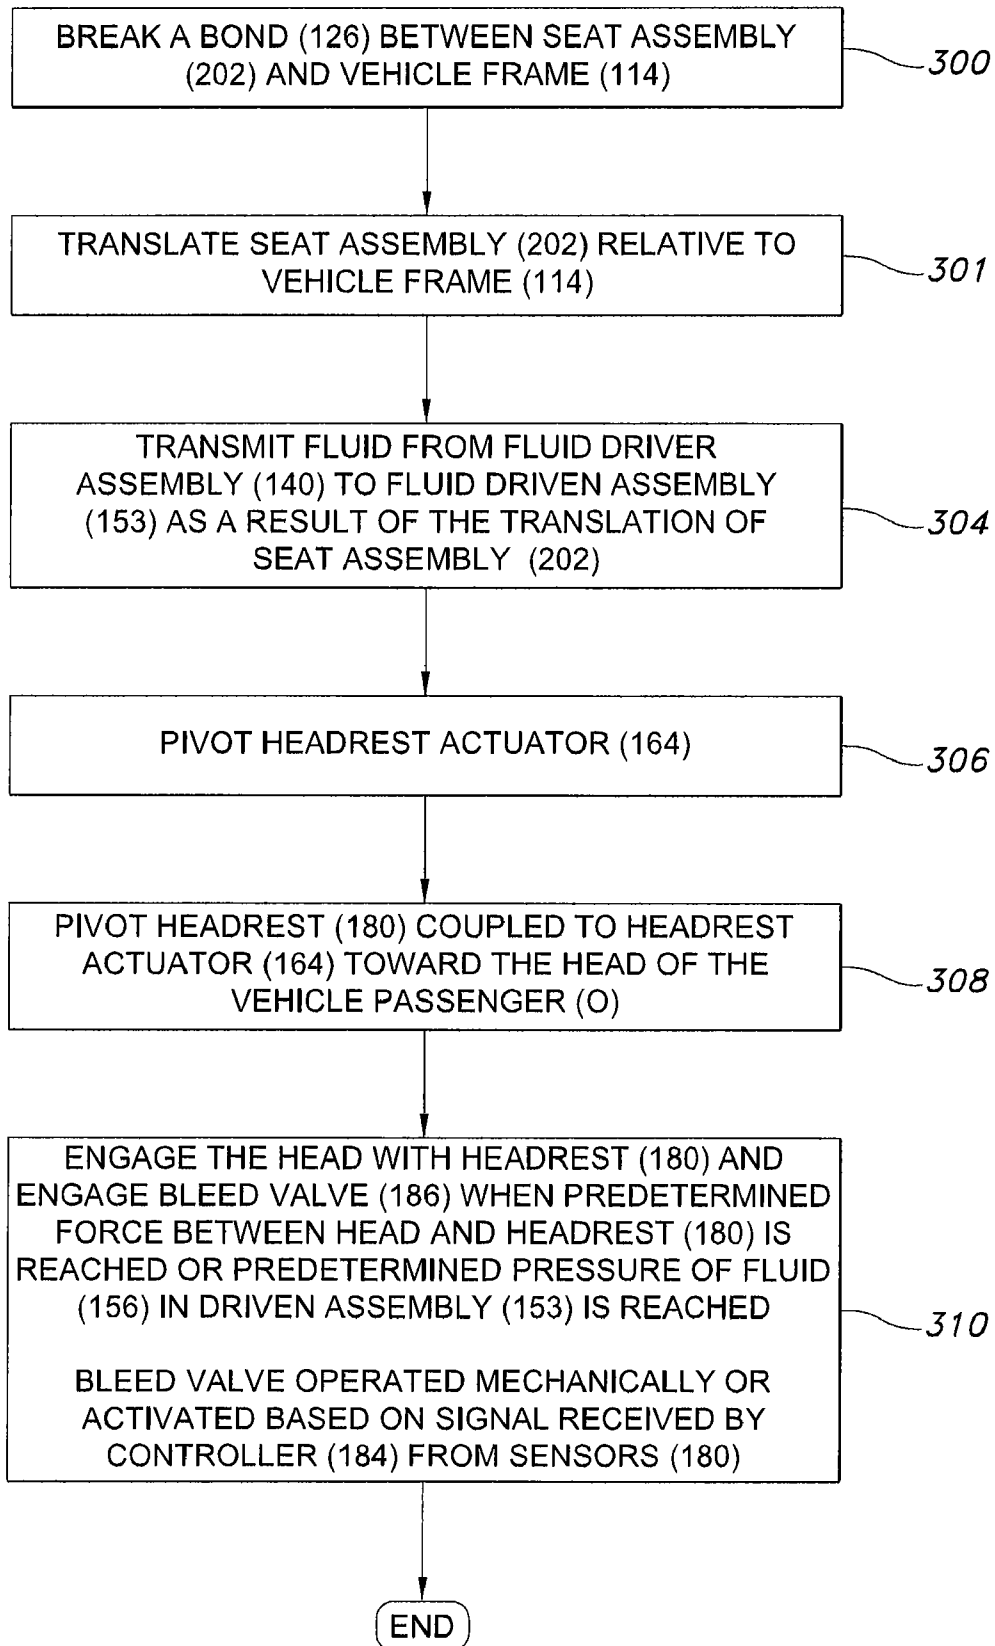 BREAK A BOND (126) BETWEEN SEAT ASSEMBLY
(202) AND VEHICLE FRAME (114)
300
TRANSLATE SEAT ASSEMBLY (202) RELATIVE TO
VEHICLE FRAME (114)
301
TRANSMIT FLUID FROM FLUID DRIVER
ASSEMBLY (140) TO FLUID DRIVEN ASSEMBLY
(153) AS A RESULT OF THE TRANSLATION OF
SEAT ASSEMBLY (202)
304
PIVOT HEADREST ACTUATOR (164)
306
PIVOT HEADREST (180) COUPLED TO HEADREST
ACTUATOR (164) TOWARD THE HEAD OF THE
VEHICLE PASSENGER (O)
308
ENGAGE THE HEAD WITH HEADREST (180) AND
ENGAGE BLEED VALVE (186) WHEN PREDETERMINED
FORCE BETWEEN HEAD AND HEADREST (180) IS
REACHED OR PREDETERMINED PRESSURE OF FLUID
(156) IN DRIVEN ASSEMBLY (153) IS REACHED
BLEED VALVE OPERATED MECHANICALLY OR
ACTIVATED BASED ON SIGNAL RECEIVED BY
CONTROLLER (184) FROM SENSORS (180)
310
END